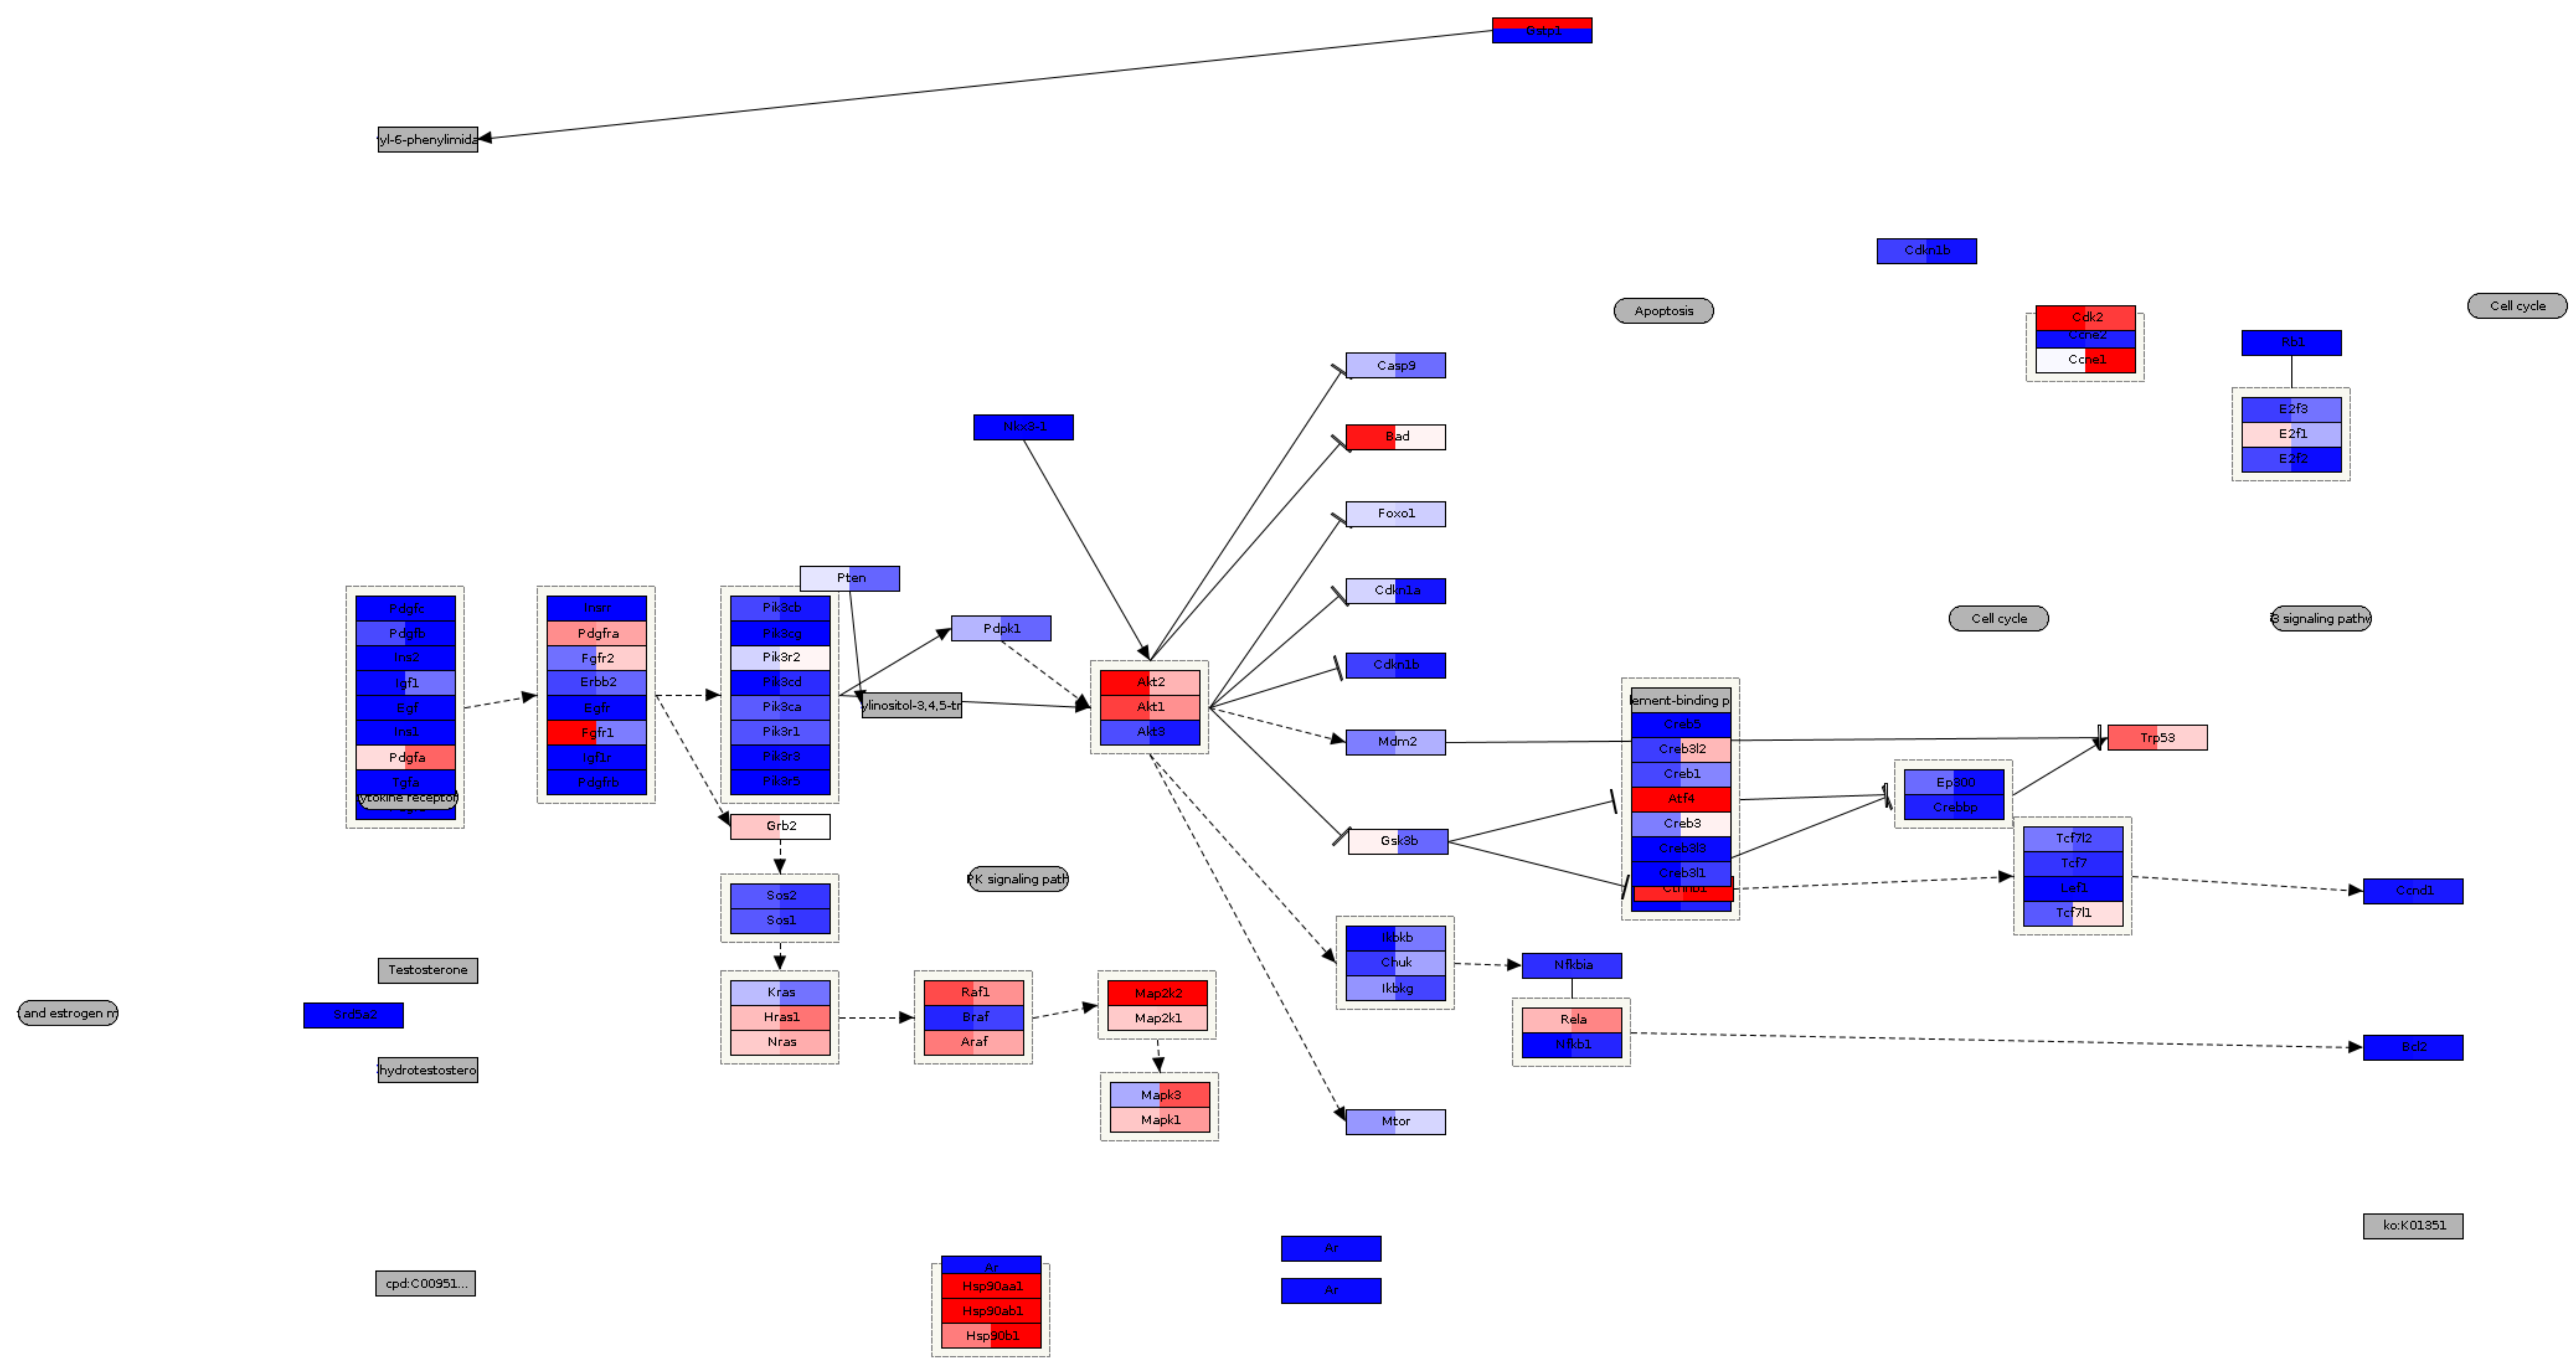 Gstp1
yl-6-phenylimida
Cdkn1b
Apoptosis
Cell cycle
Cdk2
Ccne2
Ccne1
Rb1
E2f3
E2f1
E2f2
Casp9
Bad
Foxo1
Cdkn1a
Cdkn1b
Mdm2
Gsk3b
Nkx3-1
Pten
Pdpk1
ylinositol-3,4,5-tr
Pdgfc
Pdgfb
Ins2
Igf1
Egf
Ins1
Pdgfa
Tgfa
ytokine receptor
Insrr
Pdgfra
Fgfr2
Erbb2
Egfr
Fgfr1
Igf1r
Pdgfrb
Pik3cb
Pik3cg
Pik3r2
Pik3cd
Pik3ca
Pik3r1
Pik3r3
Pik3r5
Grb2
Sos2
Sos1
PK signaling path
Akt2
Akt1
Akt3
Cell cycle
3 signaling pathw
lement-binding p
Creb5
Creb3l2
Creb1
Atf4
Creb3
Creb3l3
Creb3l1
Ctnnb1
Trp53
Ep300
Crebbp
Tcf7l2
Tcf7
Lef1
Tcf7l1
Ccnd1
Ikbkb
Chuk
Ikbkg
Nfkbia
Rela
Nfkb1
Bcl2
Testosterone
and estrogen m
Srd5a2
hydrotestostero
Kras
Hras1
Nras
Raf1
Braf
Araf
Map2k2
Map2k1
Mapk3
Mapk1
Mtor
ko:K01351
cpd:C00951...
Ar
Hsp90aa1
Hsp90ab1
Hsp90b1
Ar
Ar